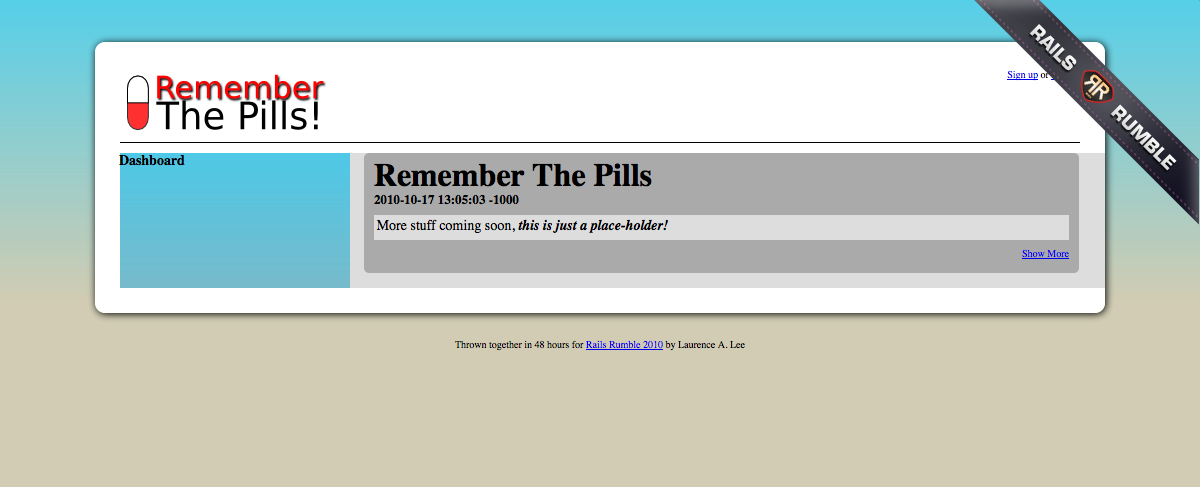 RAILS
RR
RUMBLE
Remember
The Pills!
Sign up or
Dashboard
Remember The Pills
2010-10-17 13:05:03 -1000
More stuff coming soon, this is just a place-holder!
Show More
Thrown together in 48 hours for Rails Rumble 2010 by Laurence A. Lee